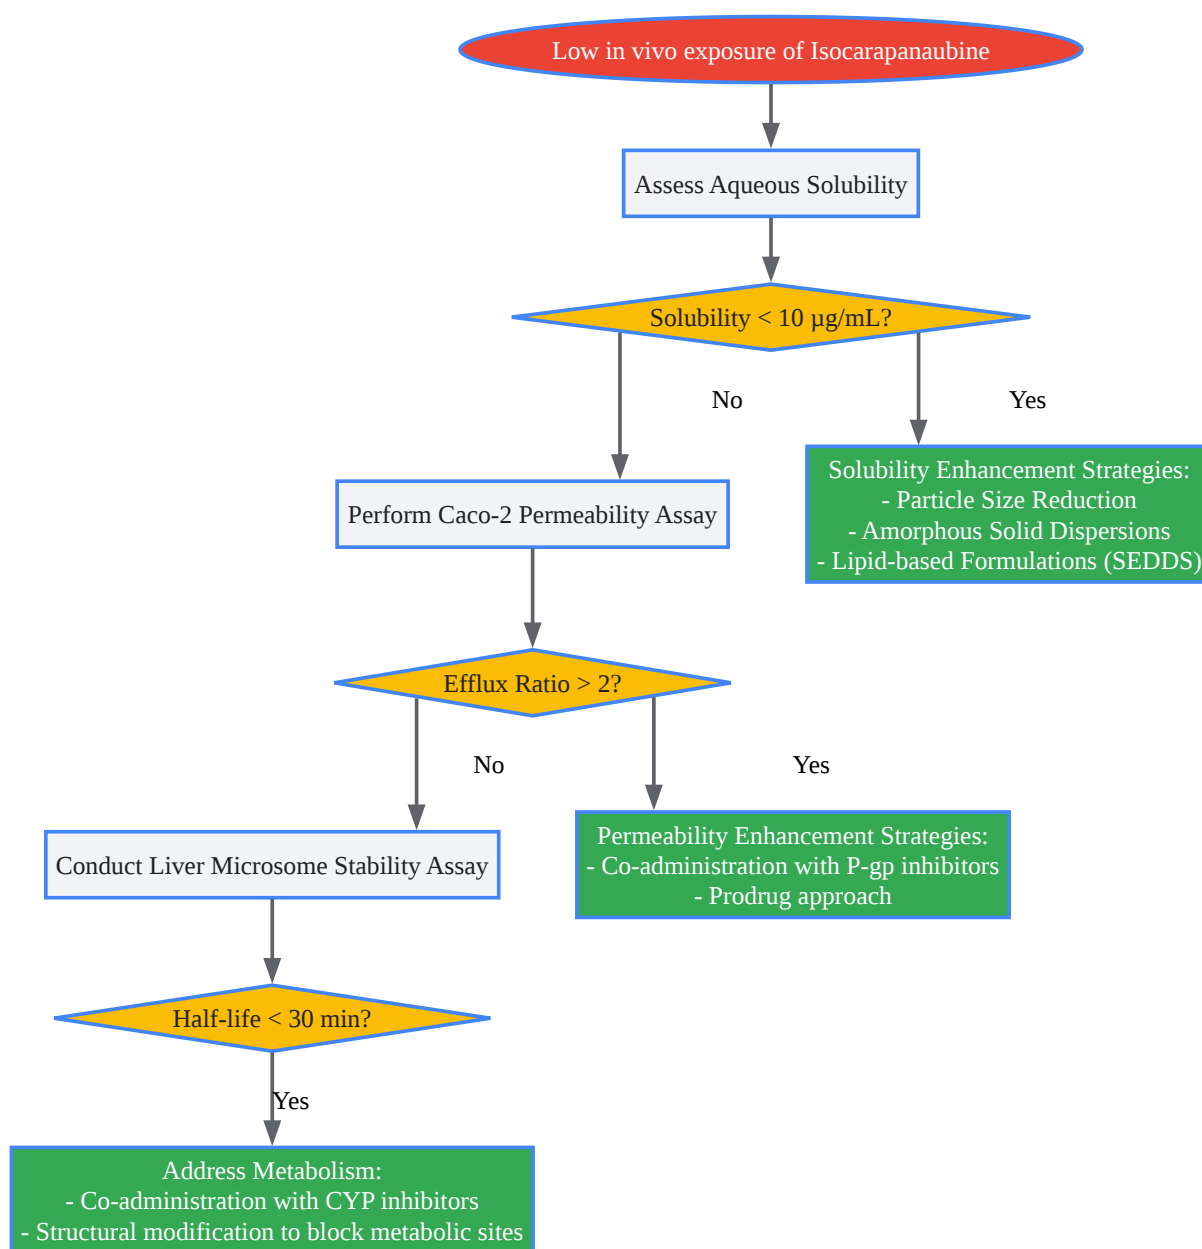 Low in vivo exposure of Isocarapanaubine
Assess Aqueous Solubility
Solubility < 10 µg/mL?
No
Yes
Solubility Enhancement Strategies:
- Particle Size Reduction
- Amorphous Solid Dispersions
- Lipid-based Formulations (SEDDS)
Perform Caco-2 Permeability Assay
Efflux Ratio > 2?
No
Yes
Permeability Enhancement Strategies:
- Co-administration with P-gp inhibitors
- Prodrug approach
Conduct Liver Microsome Stability Assay
Half-life < 30 min?
Yes
Address Metabolism:
- Co-administration with CYP inhibitors
- Structural modification to block metabolic sites